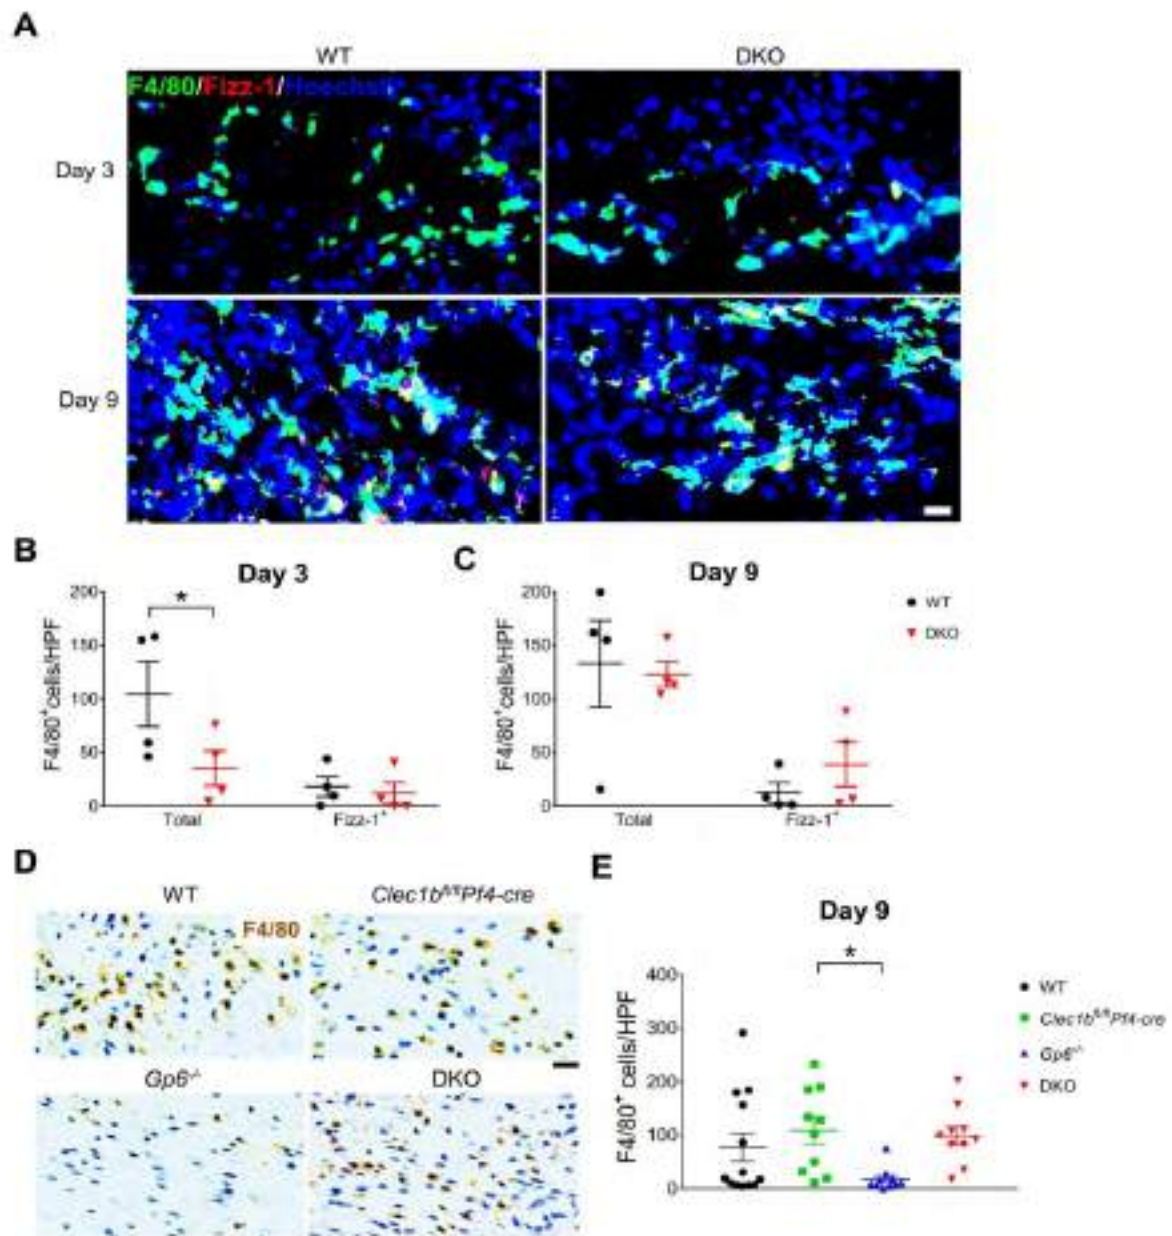 A
WT DKO
F4/80/Fizz-1/Hoechst
Day 3
Day 9
B
Day 3
F4/80⁺cells/HPF
200
150
100
50
0
*
Total Fizz-1⁺
C
Day 9
F4/80⁺cells/HPF
200
150
100
50
0
Total Fizz-1⁺
WT
DKO
D
WT Clec1bfl/flPf4-cre
F4/80
Gp6-/- DKO
E
Day 9
F4/80⁺ cells/HPF
400
300
200
100
0
*
WT
Clec1bfl/flPf4-cre
Gp6-/-
DKO